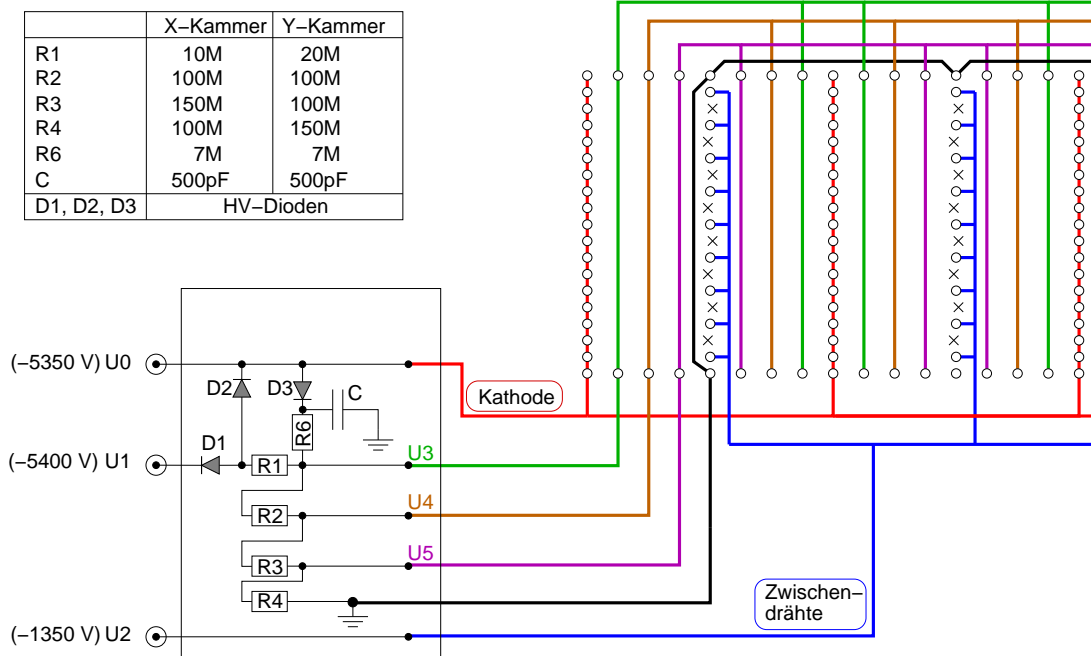 X−Kammer Y−Kammer
R1 10M 20M
R2 100M 100M
R3 150M 100M
R4 100M 150M
R6 7M 7M
C 500pF 500pF
D1, D2, D3 HV−Dioden
(−5350 V) U0
D2 D3 C
Kathode
R6
D1
(−5400 V) U1
R1
U3
R2
U4
R3
U5
R4
Zwischen−
drähte
(−1350 V) U2